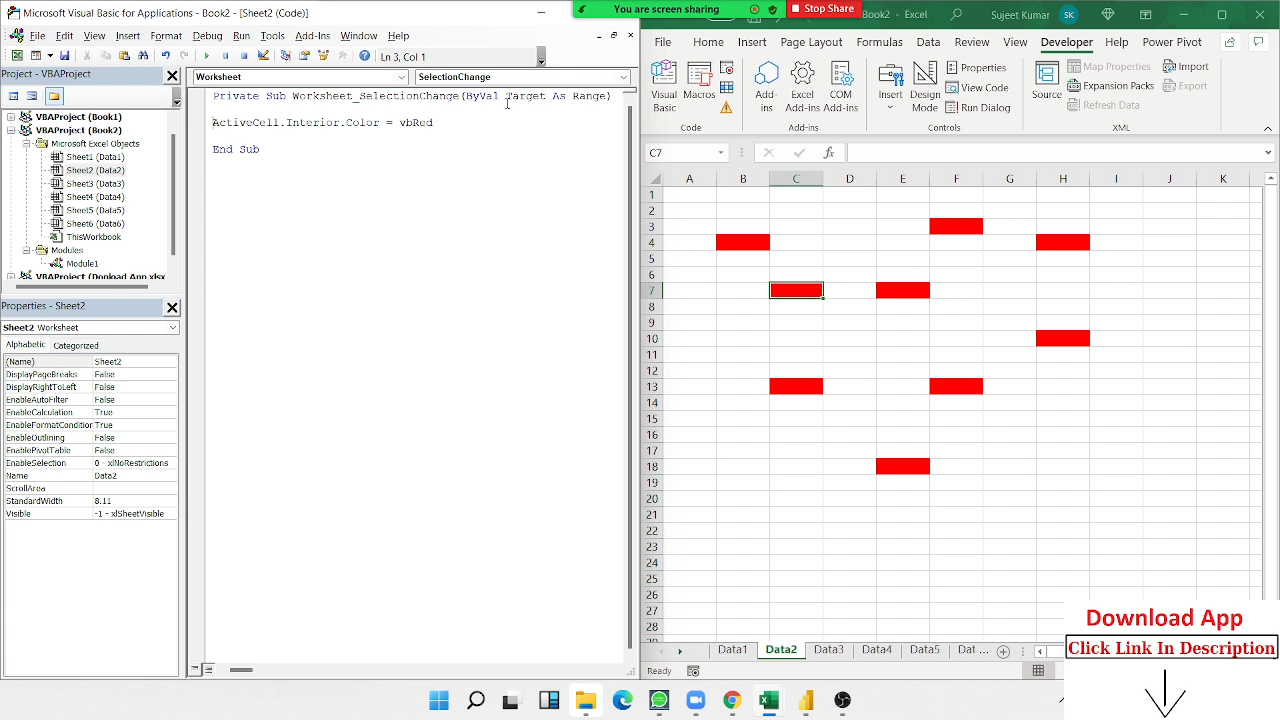 Microsoft Visual Basic for Applications - Book2 - [Sheet2 (Code)]
You are screen sharing
Stop Share
Book2 - Excel
Sujeet Kumar
SK
File Edit View Insert Format Debug Run Tools Add-Ins Window Help
File Home Insert Page Layout Formulas Data Review View Developer Help Power Pivot
Ln 3, Col 1
Visual Basic
Macros
Add-ins
Excel Add-ins
COM Add-ins
Insert
Design Mode
Properties
View Code
Run Dialog
Source
Map Properties
Expansion Packs
Refresh Data
Import
Export
Code
Add-ins
Controls
XML
Project - VBAProject
Worksheet
SelectionChange
Private Sub Worksheet_SelectionChange(ByVal Target As Range)
ActiveCell.Interior.Color = vbRed
End Sub
VBAProject (Book1)
VBAProject (Book2)
Microsoft Excel Objects
Sheet1 (Data1)
Sheet2 (Data2)
Sheet3 (Data3)
Sheet4 (Data4)
Sheet5 (Data5)
Sheet6 (Data6)
ThisWorkbook
Modules
Module1
VBAProject (Donload App.xlsx
Properties - Sheet2
Sheet2 Worksheet
Alphabetic Categorized
(Name) Sheet2
DisplayPageBreaks False
DisplayRightToLeft False
EnableAutoFilter False
EnableCalculation True
EnableFormatCondition True
EnableOutlining False
EnablePivotTable False
EnableSelection 0 - xlNoRestrictions
Name Data2
ScrollArea
StandardWidth 8.11
Visible -1 - xlSheetVisible
C7
fx
A B C D E F G H I J K
1
2
3
4
5
6
7
8
9
10
11
12
13
14
15
16
17
18
19
20
21
22
23
24
25
26
27
28
Data1 Data2 Data3 Data4 Data5 Dat ...
Ready
Download App
Click Link In Description